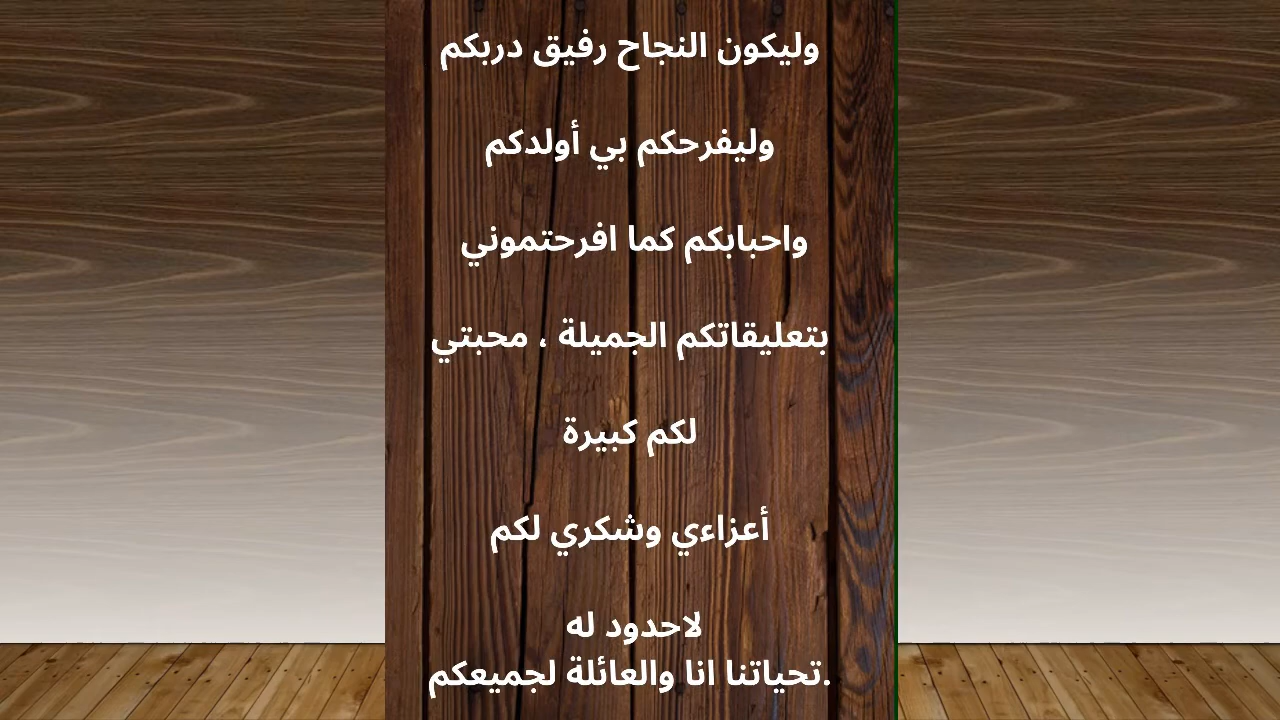 وليكون النجاح رفيق دربكم
وليفرحكم بي أولدكم
واحبابكم كما افرحتموني
بتعليقاتكم الجميلة ، محبتي
لكم كبيرة
أعزاءي وشكري لكم
لاحدود له
.تحياتنا انا والعائلة لجميعكم